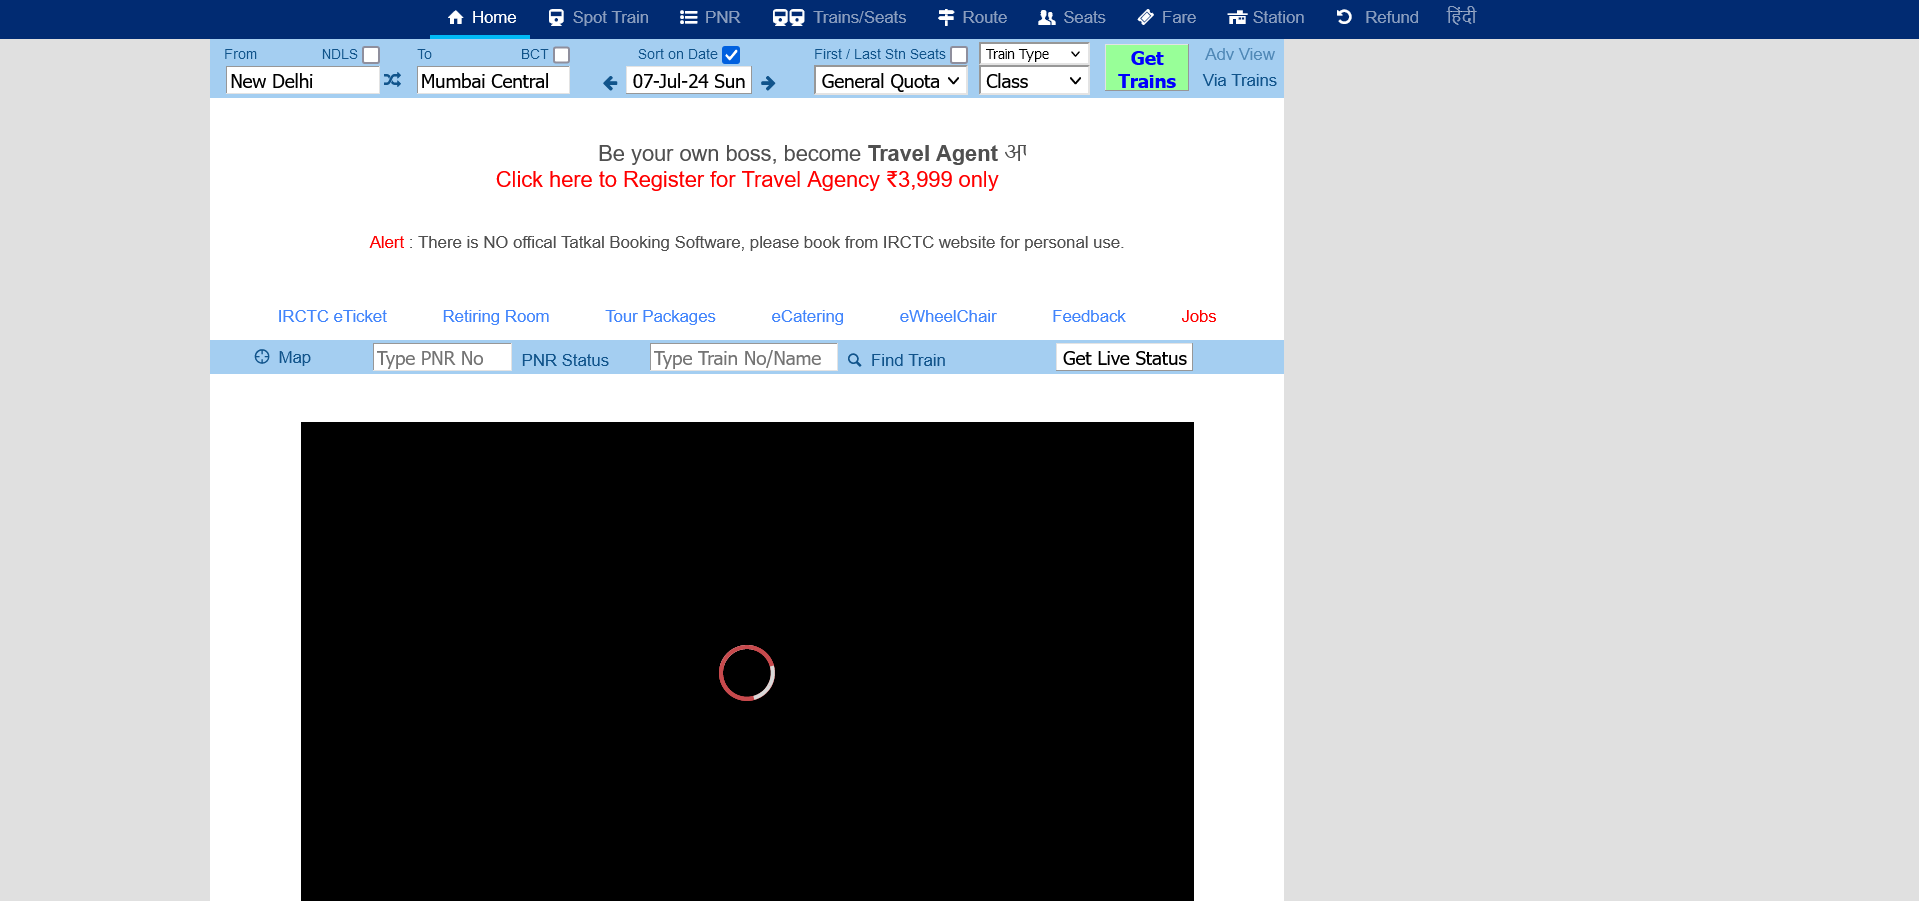 Home Spot Train PNR Trains/Seats Route Seats Fare Station Refund हिंदी
From NDLS To BCT Sort on Date First / Last Stn Seats Train Type Get Trains Adv View
New Delhi Mumbai Central 07-Jul-24 Sun General Quota Class Via Trains
Be your own boss, become Travel Agent
Click here to Register for Travel Agency ₹3,999 only
Alert : There is NO offical Tatkal Booking Software, please book from IRCTC website for personal use.
IRCTC eTicket Retiring Room Tour Packages eCatering eWheelChair Feedback Jobs
Map Type PNR No PNR Status Type Train No/Name Find Train Get Live Status